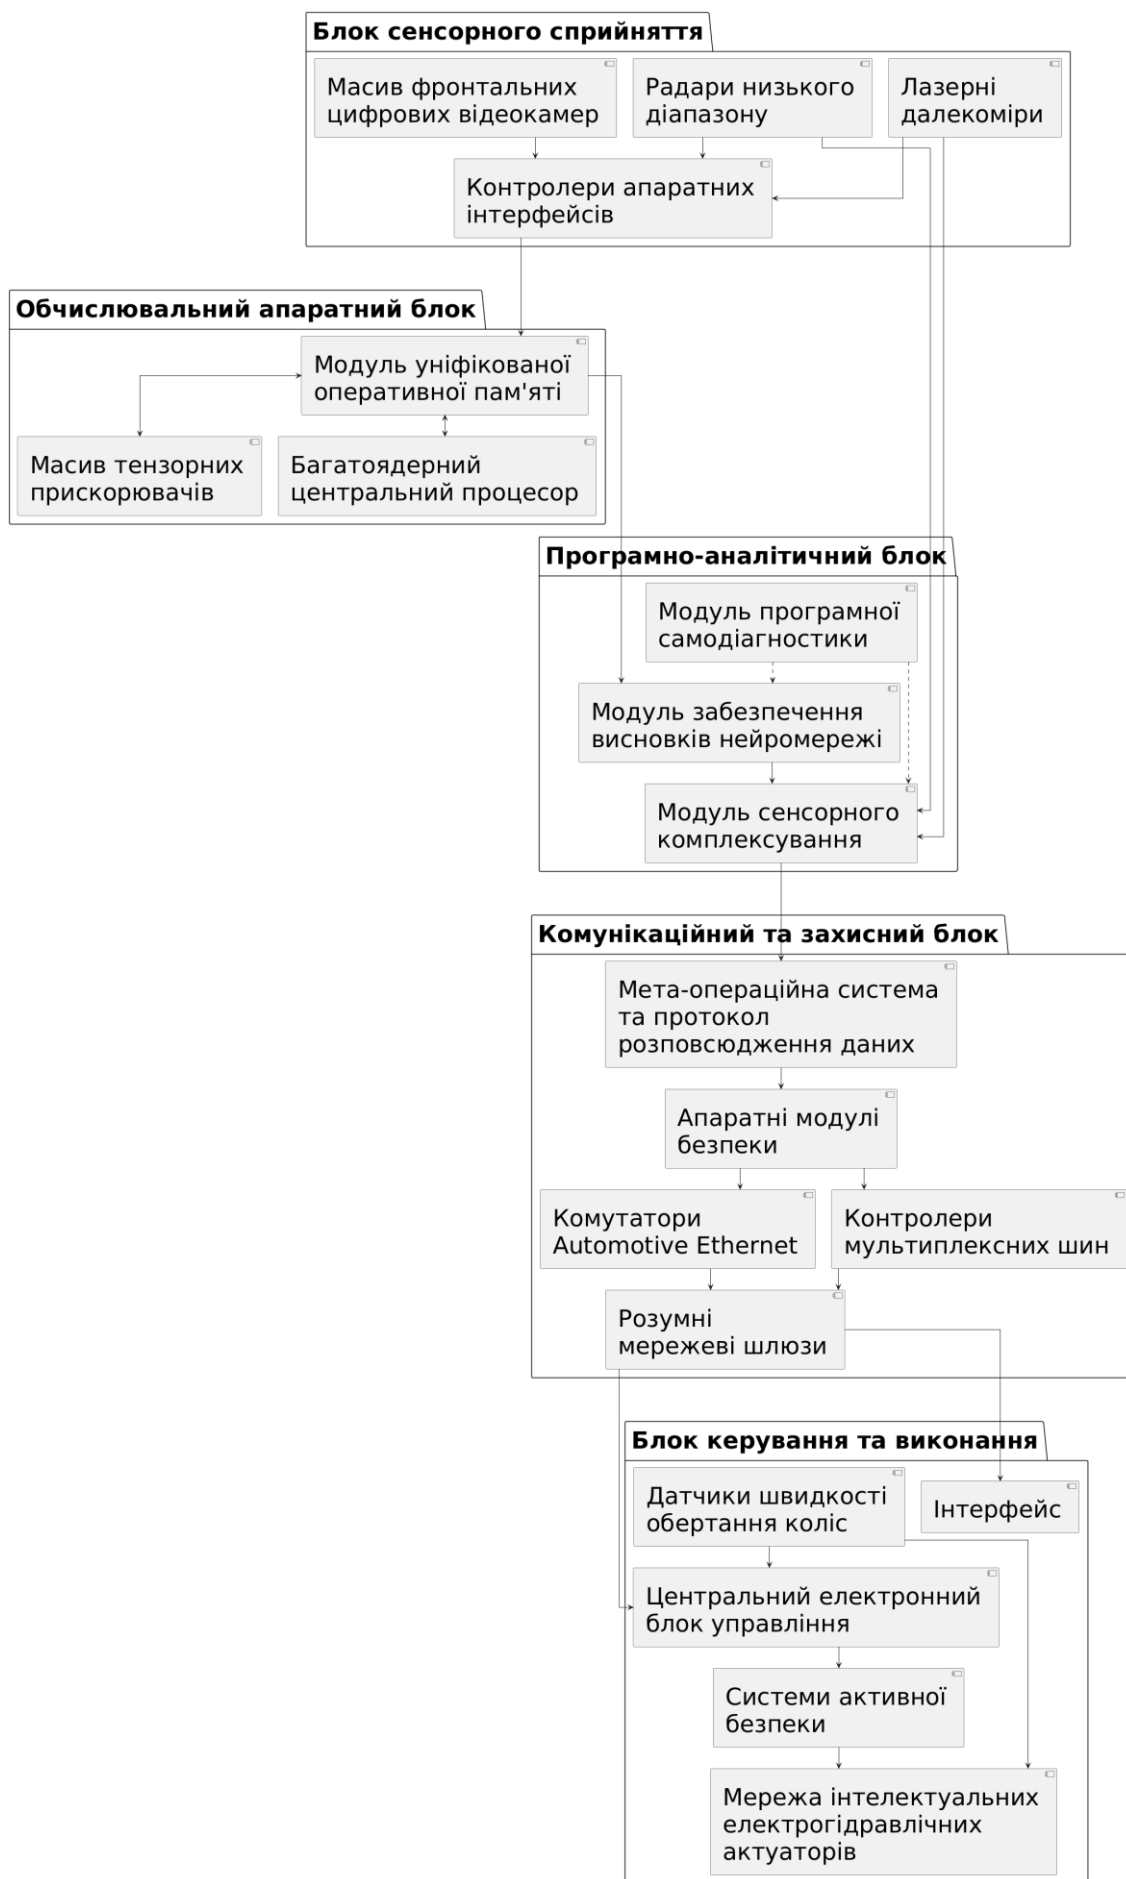 Блок сенсорного сприйняття
Масив фронтальних
цифрових відеокамер
Радари низького
діапазону
Лазерні
далекоміри
Контролери апаратних
інтерфейсів
Обчислювальний апаратний блок
Модуль уніфікованої
оперативної пам'яті
Масив тензорних
прискорювачів
Багатоядерний
центральний процесор
Програмно-аналітичний блок
Модуль програмної
самодіагностики
Модуль забезпечення
висновків нейромережі
Модуль сенсорного
комплексування
Комунікаційний та захисний блок
Мета-операційна система
та протокол
розповсюдження даних
Апаратні модулі
безпеки
Комутатори
Automotive Ethernet
Контролери
мультиплексних шин
Розумні
мережеві шлюзи
Блок керування та виконання
Датчики швидкості
обертання коліс
Інтерфейс
Центральний електронний
блок управління
Системи активної
безпеки
Мережа інтелектуальних
електрогідравлічних
актуаторів